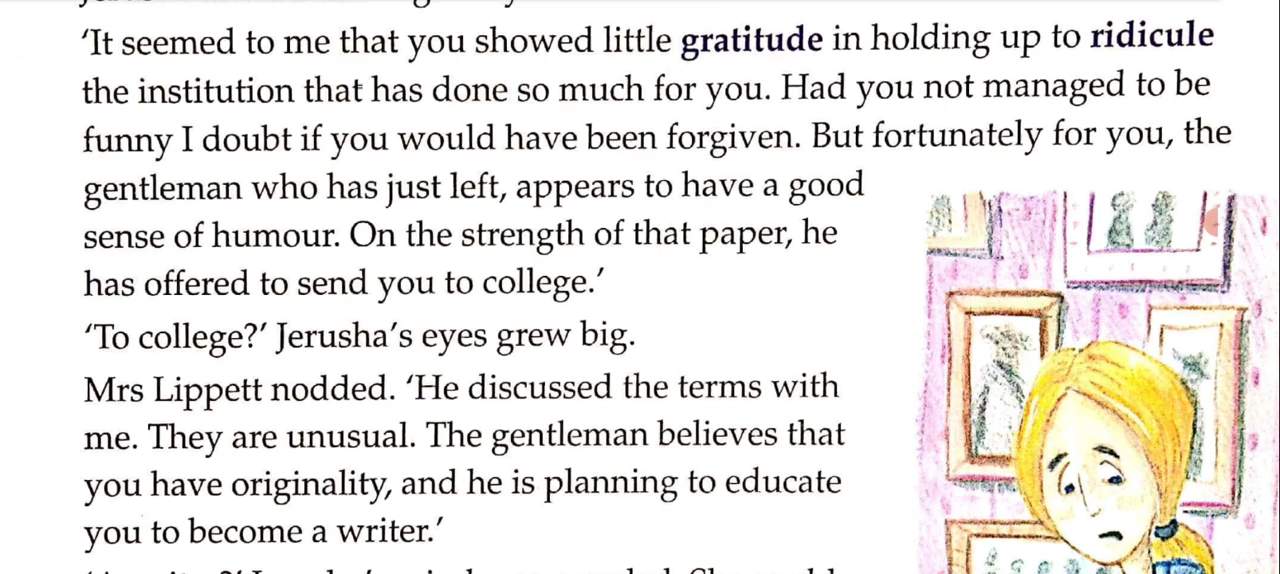 ‘It seemed to me that you showed little gratitude in holding up to ridicule
the institution that has done so much for you. Had you not managed to be
funny I doubt if you would have been forgiven. But fortunately for you, the
gentleman who has just left, appears to have a good
sense of humour. On the strength of that paper, he
has offered to send you to college.’
‘To college?’ Jerusha’s eyes grew big.
Mrs Lippett nodded. ‘He discussed the terms with
me. They are unusual. The gentleman believes that
you have originality, and he is planning to educate
you to become a writer.’